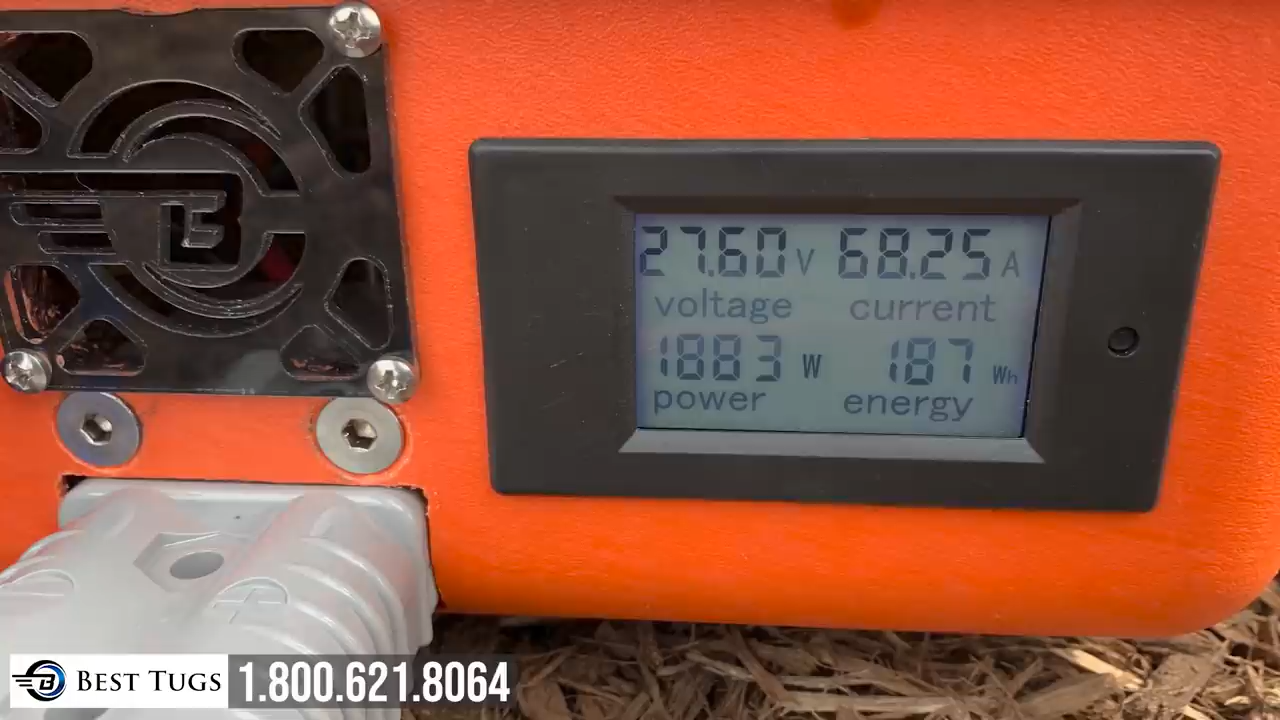 27.60 V 68.25 A
voltage current
1883 W 187 Wh
power energy
BEST TUGS 1.800.621.8064